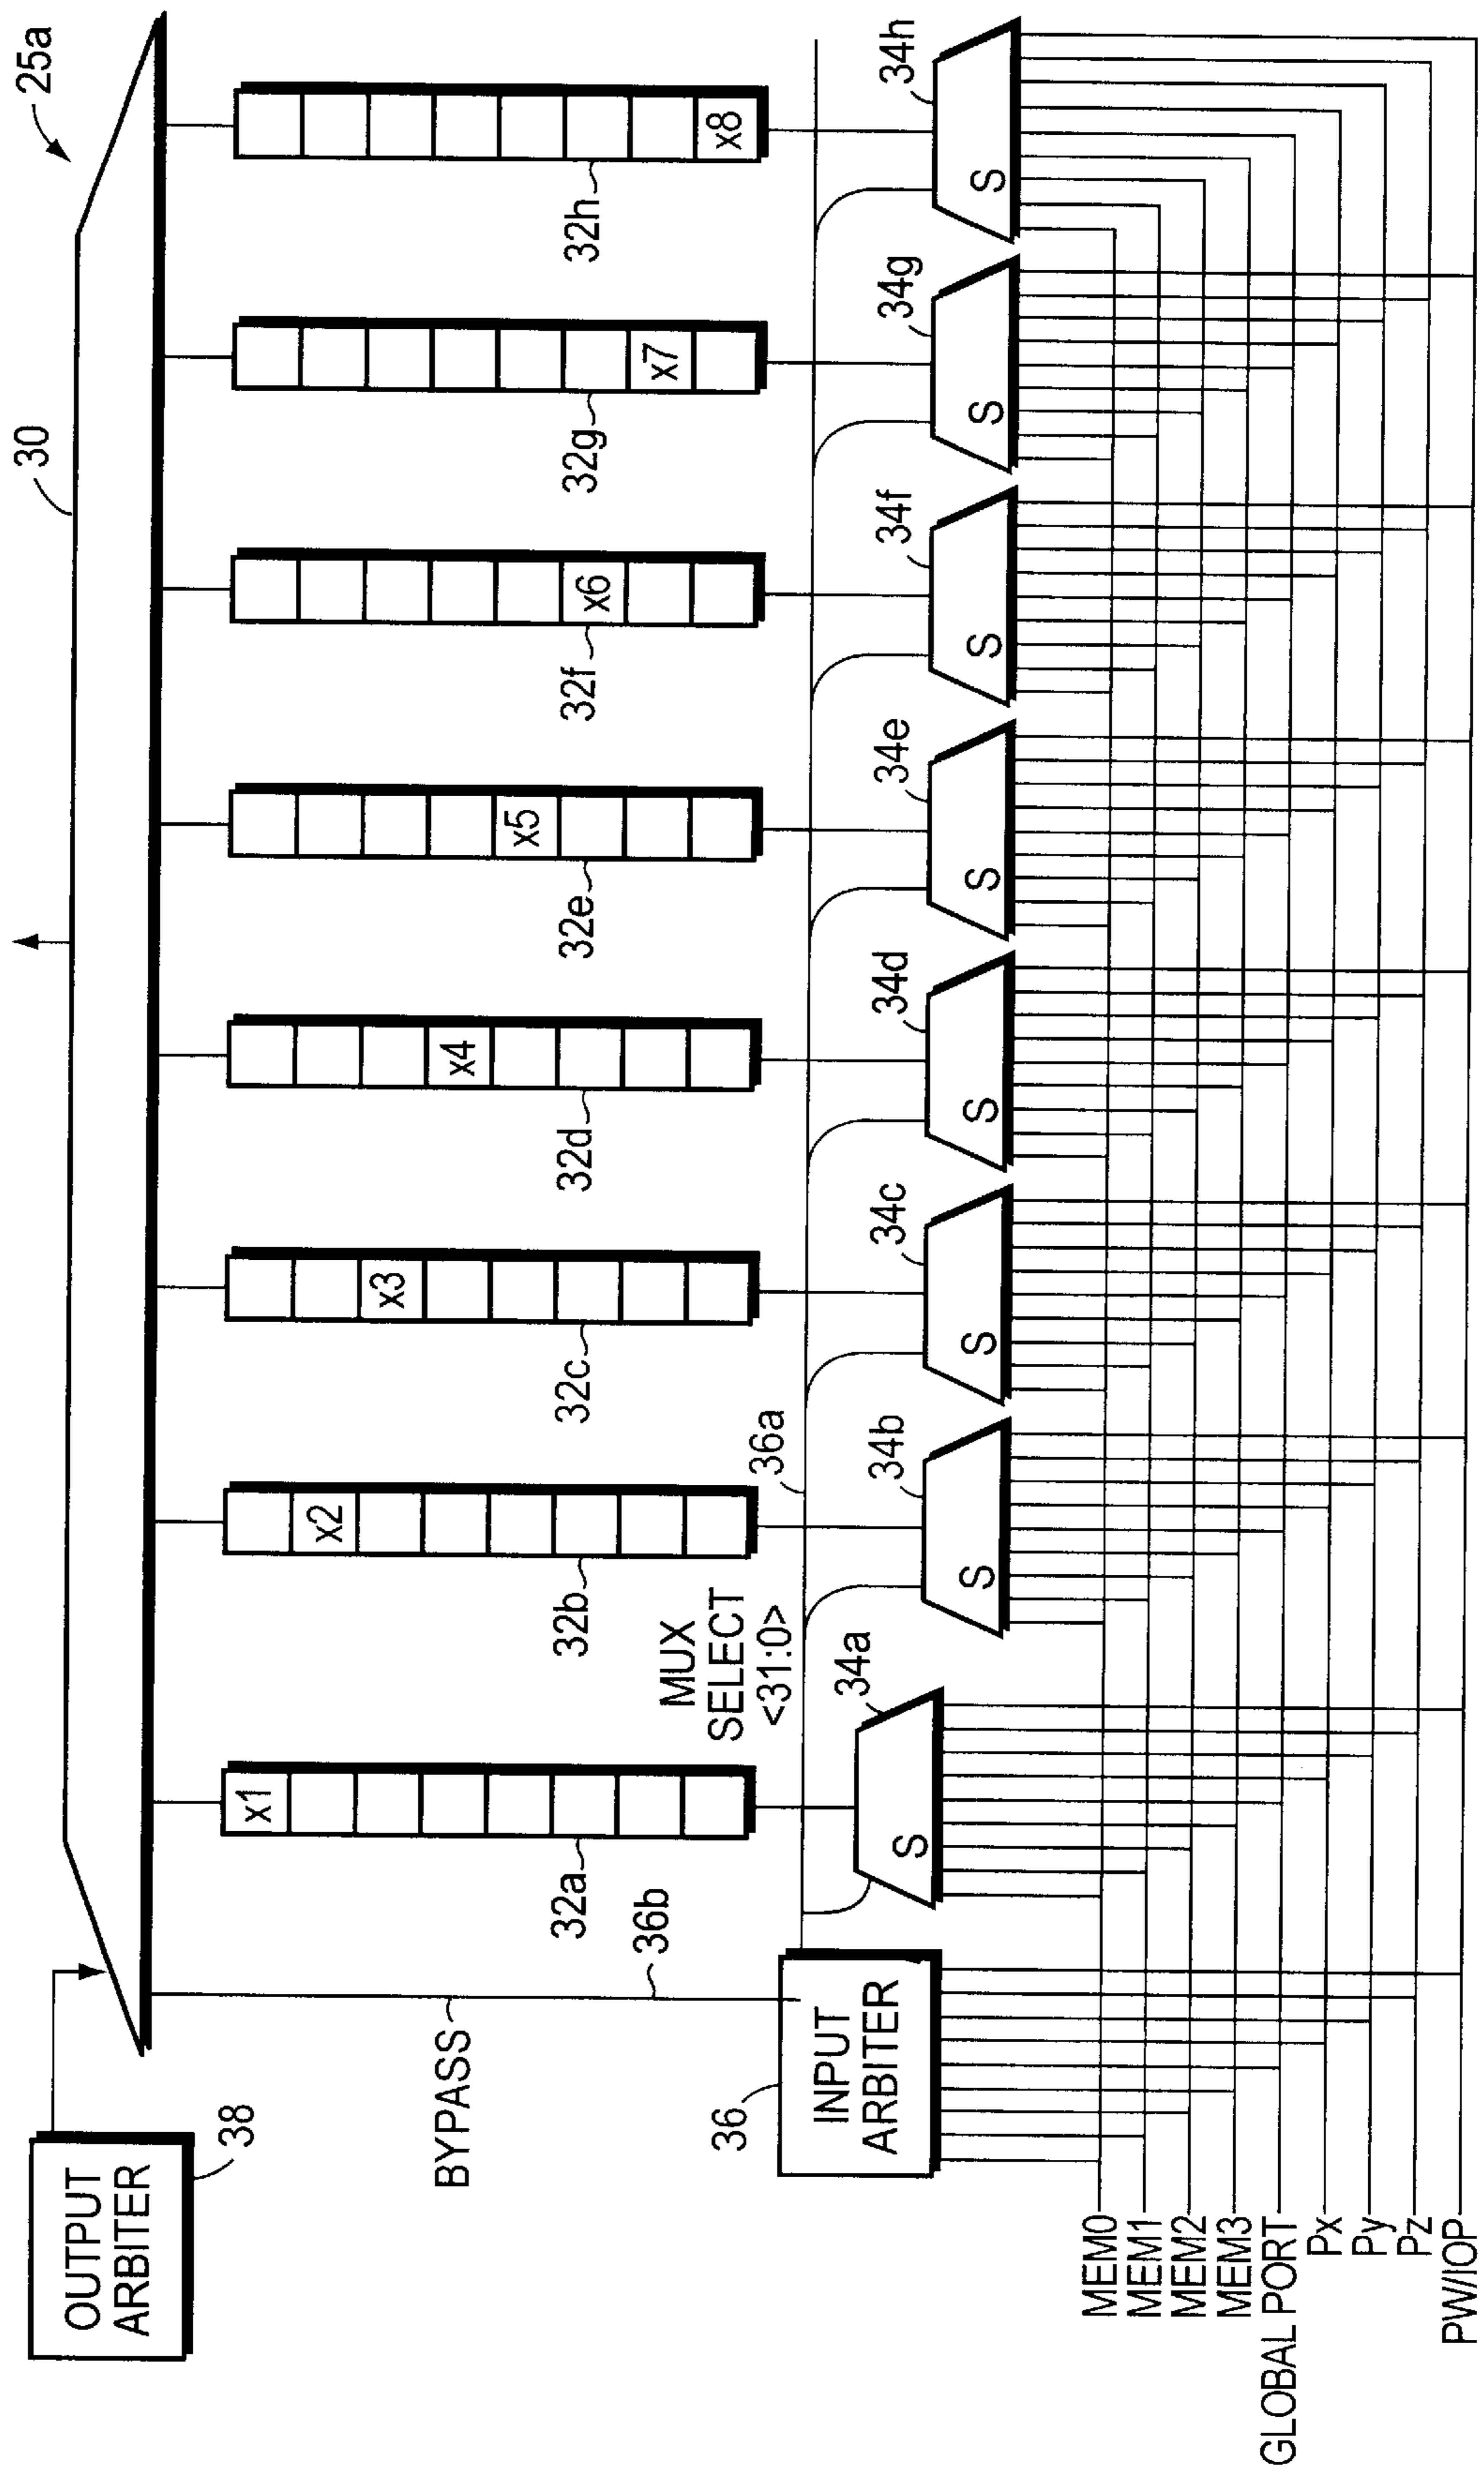 25a
30
OUTPUT
ARBITER
38
x1
x2
x3
x4
x5
x6
x7
x8
32a
32b
32c
32d
32e
32f
32g
32h
BYPASS
36b
MUX
SELECT
<31:0>
36a
36
INPUT
ARBITER
34a
34b
34c
34d
34e
34f
34g
34h
S
S
S
S
S
S
S
S
MEM0
MEM1
MEM2
MEM3
GLOBAL PORT
Px
Py
Pz
PW/IOP